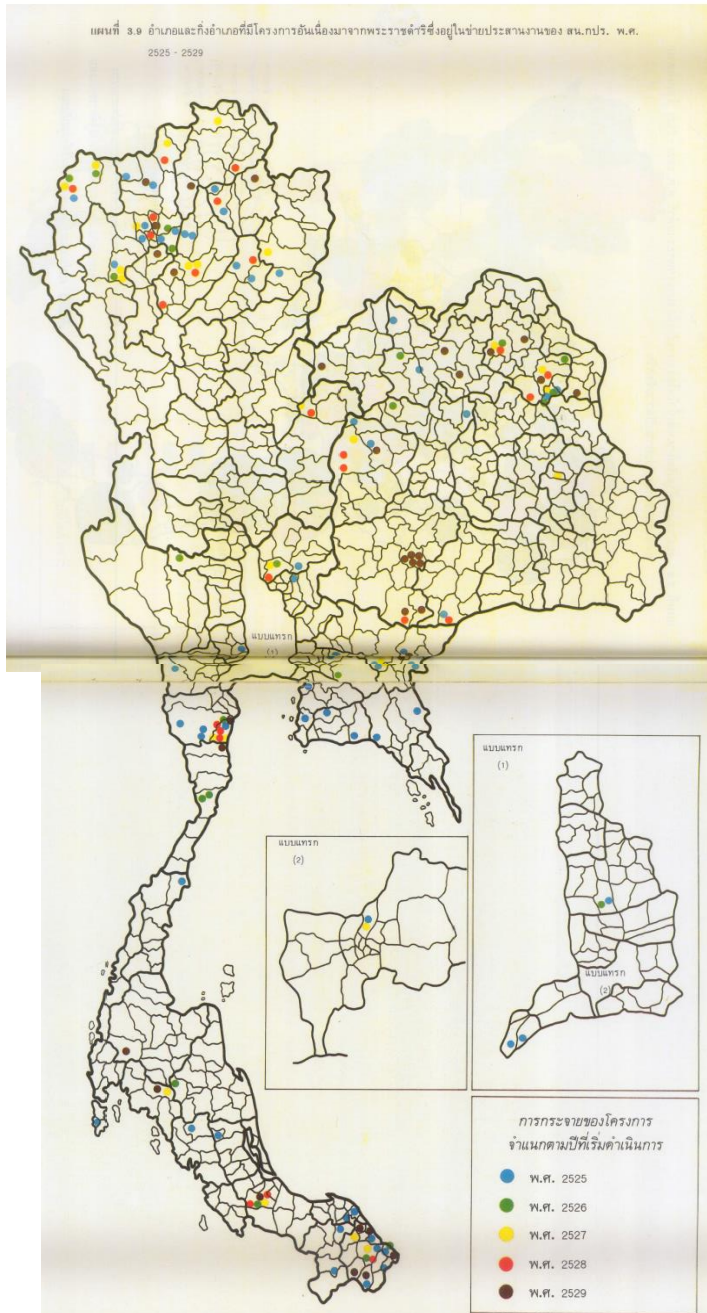 แผนที่ 3.9 อำเภอและกิ่งอำเภอที่มีโครงการอันเนื่องมาจากพระราชดำริซึ่งอยู่ในข่ายประสานงานของ สน.กปร. พ.ศ.
2525 - 2529
แบบแทรก
(1)
แบบแทรก
(1)
แบบแทรก
(2)
แบบแทรก
(2)
การกระจายของโครงการ
จำแนกตามปีที่เริ่มดำเนินการ
พ.ศ. 2525
พ.ศ. 2526
พ.ศ. 2527
พ.ศ. 2528
พ.ศ. 2529